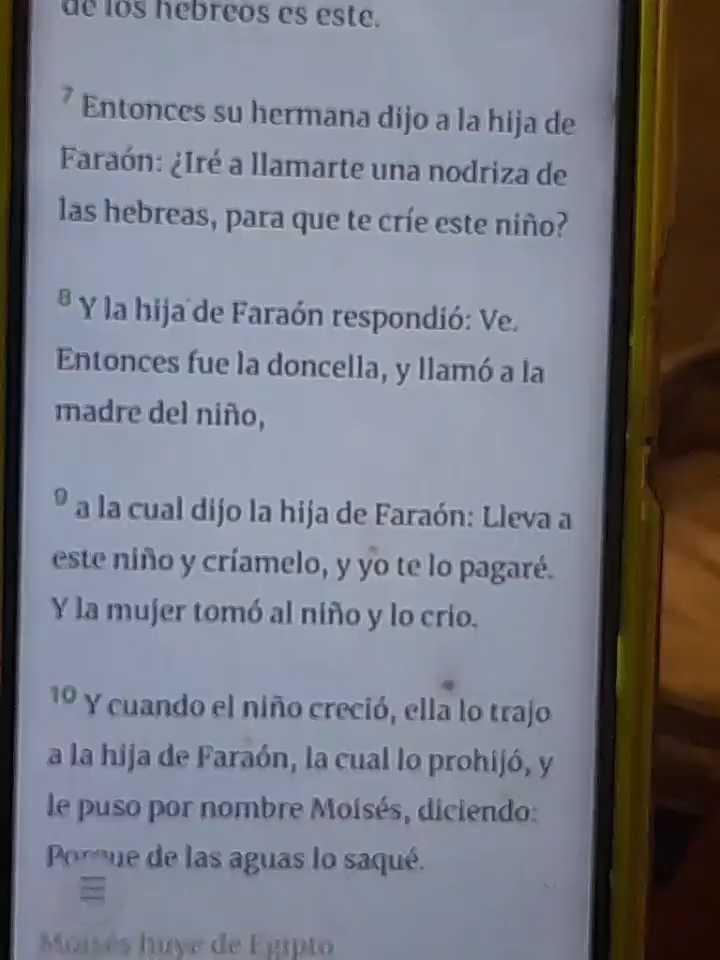 de los hebreos es este.
7 Entonces su hermana dijo a la hija de
Faraón: ¿Iré a llamarte una nodriza de
las hebreas, para que te críe este niño?
8 Y la hija de Faraón respondió: Ve.
Entonces fue la doncella, y llamó a la
madre del niño,
9 a la cual dijo la hija de Faraón: Lleva a
este niño y críamelo, y yo te lo pagaré.
Y la mujer tomó al niño y lo crio.
10 Y cuando el niño creció, ella lo trajo
a la hija de Faraón, la cual lo prohijó, y
le puso por nombre Moisés, diciendo:
Porque de las aguas lo saqué.
Moisés huye de Egipto